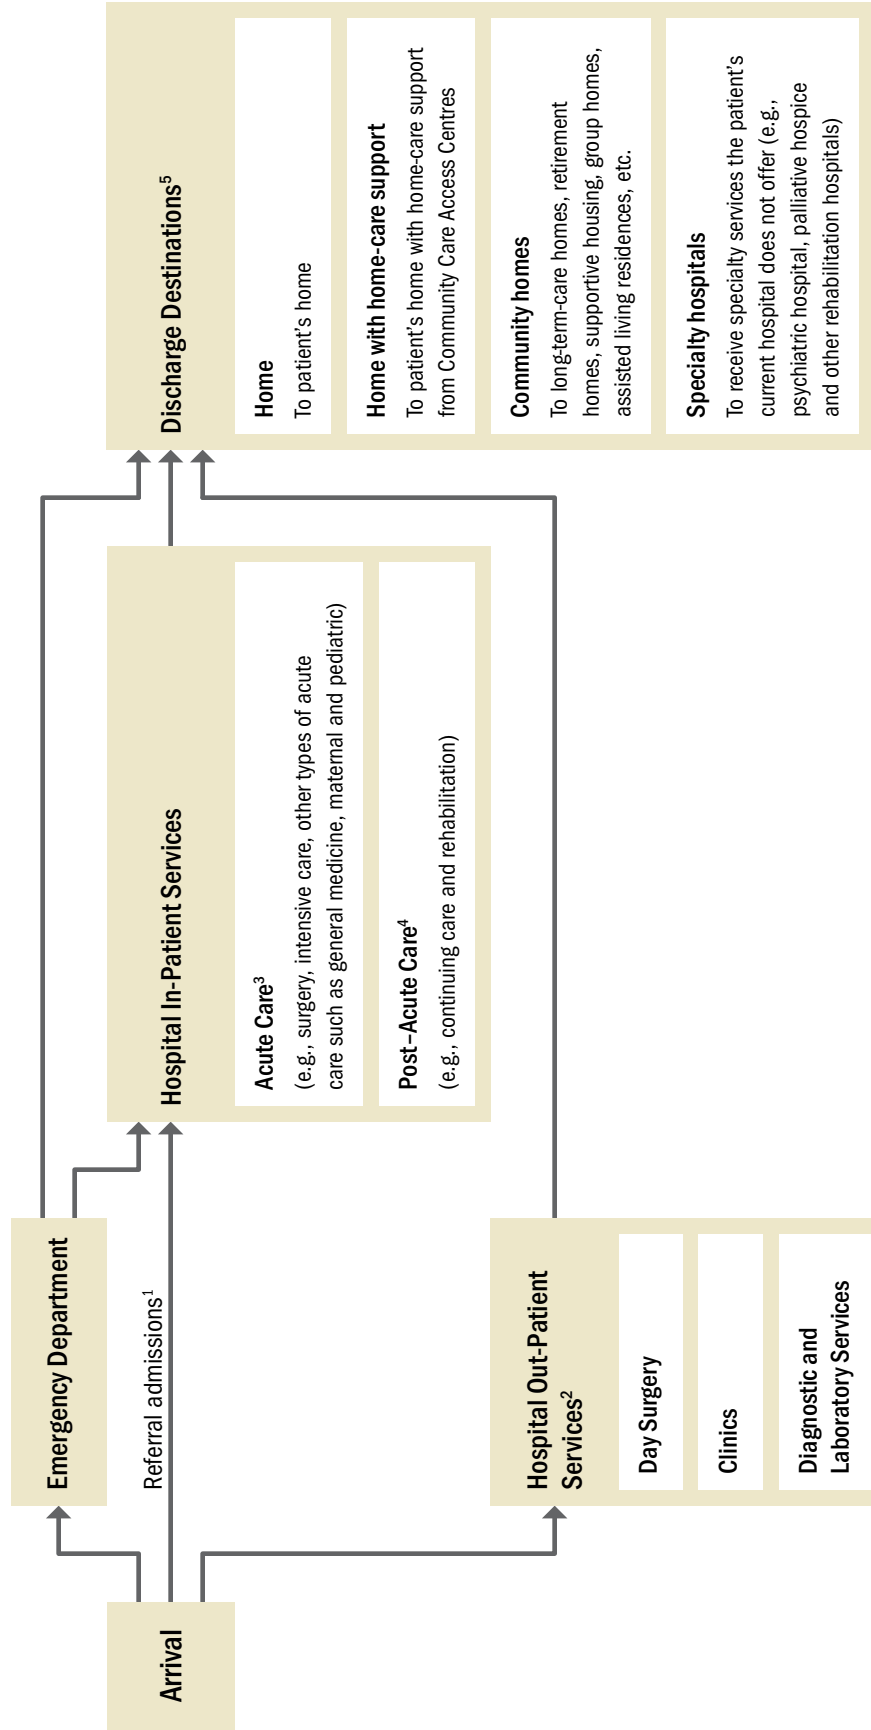 Arrival
Emergency Department
Referral admissions¹
Hospital Out-Patient
Services²
Day Surgery
Clinics
Diagnostic and
Laboratory Services
Hospital In-Patient Services
Acute Care³
(e.g., surgery, intensive care, other types of acute
care such as general medicine, maternal and pediatric)
Post–Acute Care⁴
(e.g., continuing care and rehabilitation)
Discharge Destinations⁵
Home
To patient's home
Home with home-care support
To patient's home with home-care support
from Community Care Access Centres
Community homes
To long-term-care homes, retirement
homes, supportive housing, group homes,
assisted living residences, etc.
Specialty hospitals
To receive specialty services the patient's
current hospital does not offer (e.g.,
psychiatric hospital, palliative hospice
and other rehabilitation hospitals)